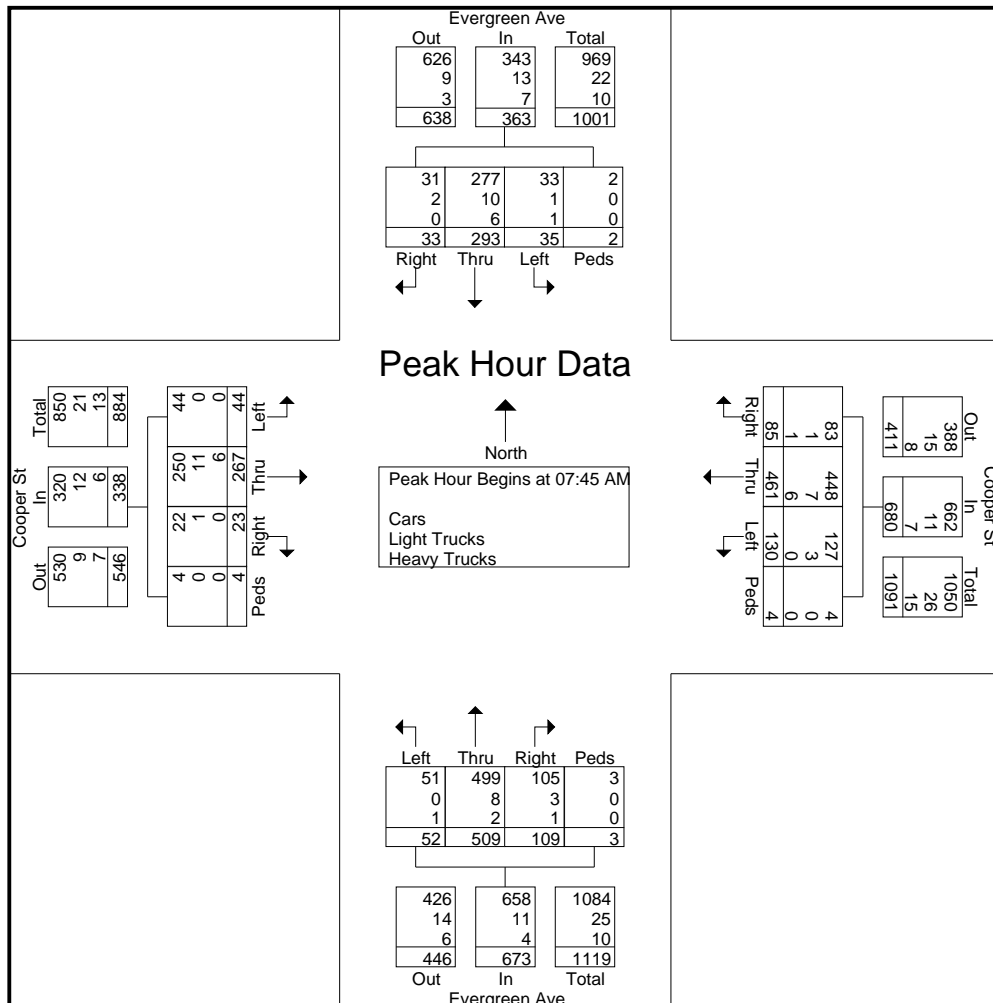 Evergreen Ave
Out In Total
626 343 969
9 13 22
3 7 10
638 363 1001
31 277 33 2
2 10 1 0
0 6 1 0
33 293 35 2
Right Thru Left Peds
Peak Hour Data
North
Peak Hour Begins at 07:45 AM
Cars
Light Trucks
Heavy Trucks
Cooper St
Out In Total
530 320 850
9 12 21
7 6 13
546 338 884
Peds Right Thru Left
4 22 250 44
0 1 11 0
0 0 6 0
4 23 267 44
Cooper St
Out In Total
388 662 1050
15 11 26
8 7 15
411 680 1091
Right Thru Left Peds
83 448 127 4
1 7 3 0
1 6 0 0
85 461 130 4
Left Thru Right Peds
51 499 105 3
0 8 3 0
1 2 1 0
52 509 109 3
426 658 1084
14 11 25
6 4 10
446 673 1119
Out In Total
Evergreen Ave